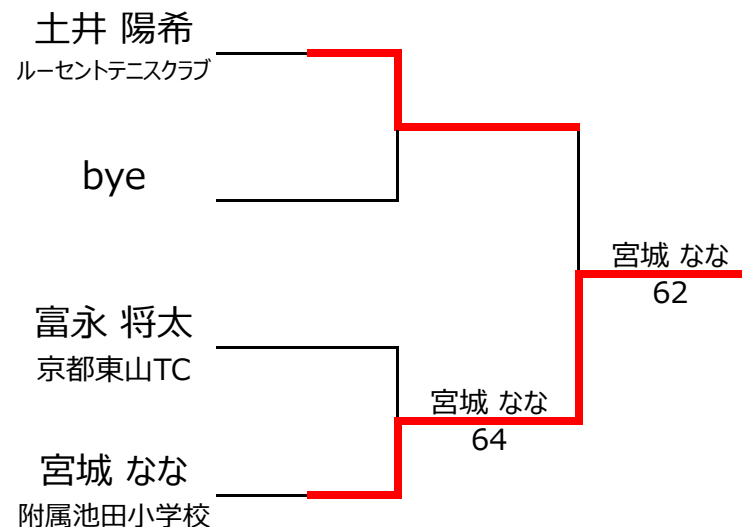 土井 陽希
ルーセントテニスクラブ
bye
富永 将太
京都東山TC
宮城 なな
附属池田小学校
宮城 なな
64
宮城 なな
62